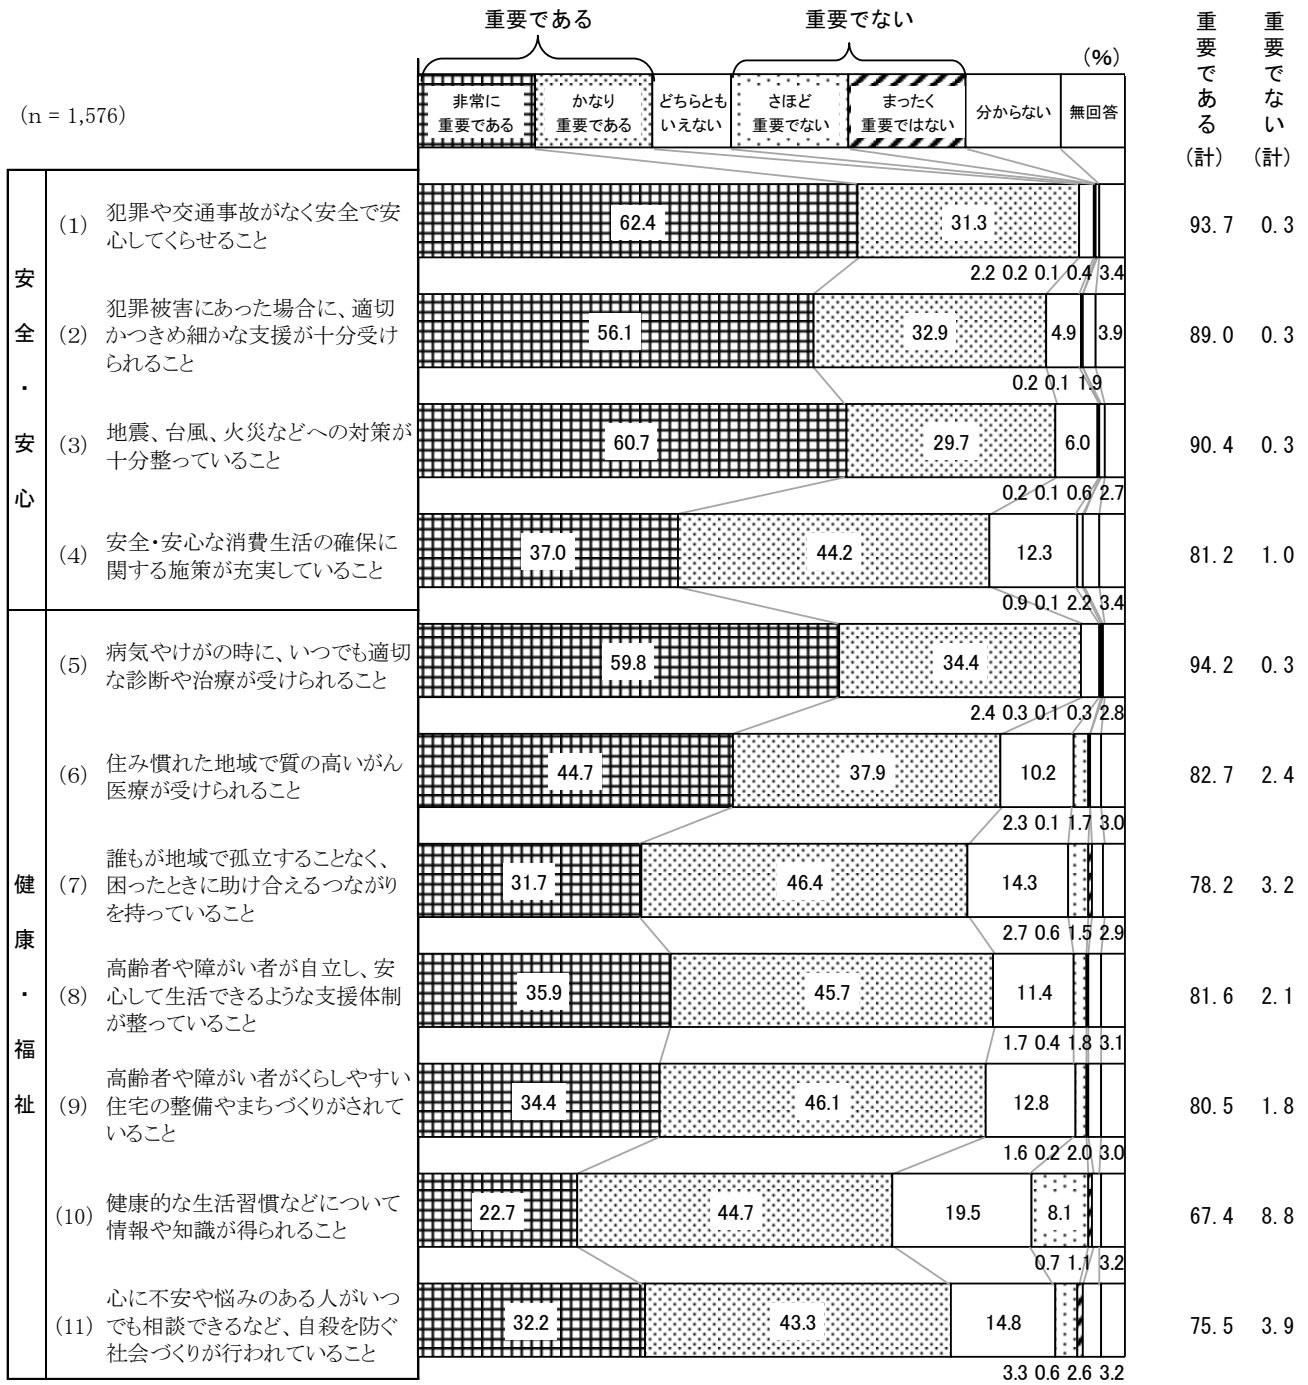 重要である 重要でない
(%)
重要である(計) 重要でない(計)
(n = 1,576)
非常に重要である かなり重要である どちらともいえない さほど重要でない まったく重要ではない 分からない 無回答
安全・安心
(1) 犯罪や交通事故がなく安全で安
心してくらせること
62.4 31.3
93.7 0.3
2.2 0.2 0.1 0.4 3.4
(2) 犯罪被害にあった場合に、適切
かつきめ細かな支援が十分受け
られること
56.1 32.9 4.9 3.9
89.0 0.3
0.2 0.1 1.9
(3) 地震、台風、火災などへの対策が
十分整っていること
60.7 29.7 6.0
90.4 0.3
0.2 0.1 0.6 2.7
(4) 安全・安心な消費生活の確保に
関する施策が充実していること
37.0 44.2 12.3
81.2 1.0
0.9 0.1 2.2 3.4
健康・福祉
(5) 病気やけがの時に、いつでも適切
な診断や治療が受けられること
59.8 34.4
94.2 0.3
2.4 0.3 0.1 0.3 2.8
(6) 住み慣れた地域で質の高いがん
医療が受けられること
44.7 37.9 10.2
82.7 2.4
2.3 0.1 1.7 3.0
(7) 誰もが地域で孤立することなく、
困ったときに助け合えるつながり
を持っていること
31.7 46.4 14.3
78.2 3.2
2.7 0.6 1.5 2.9
(8) 高齢者や障がい者が自立し、安
心して生活できるような支援体制
が整っていること
35.9 45.7 11.4
81.6 2.1
1.7 0.4 1.8 3.1
(9) 高齢者や障がい者がくらしやすい
住宅の整備やまちづくりがされて
いること
34.4 46.1 12.8
80.5 1.8
1.6 0.2 2.0 3.0
(10) 健康的な生活習慣などについて
情報や知識が得られること
22.7 44.7 19.5 8.1
67.4 8.8
0.7 1.1 3.2
(11) 心に不安や悩みのある人がいつ
でも相談できるなど、自殺を防ぐ
社会づくりが行われていること
32.2 43.3 14.8
75.5 3.9
3.3 0.6 2.6 3.2